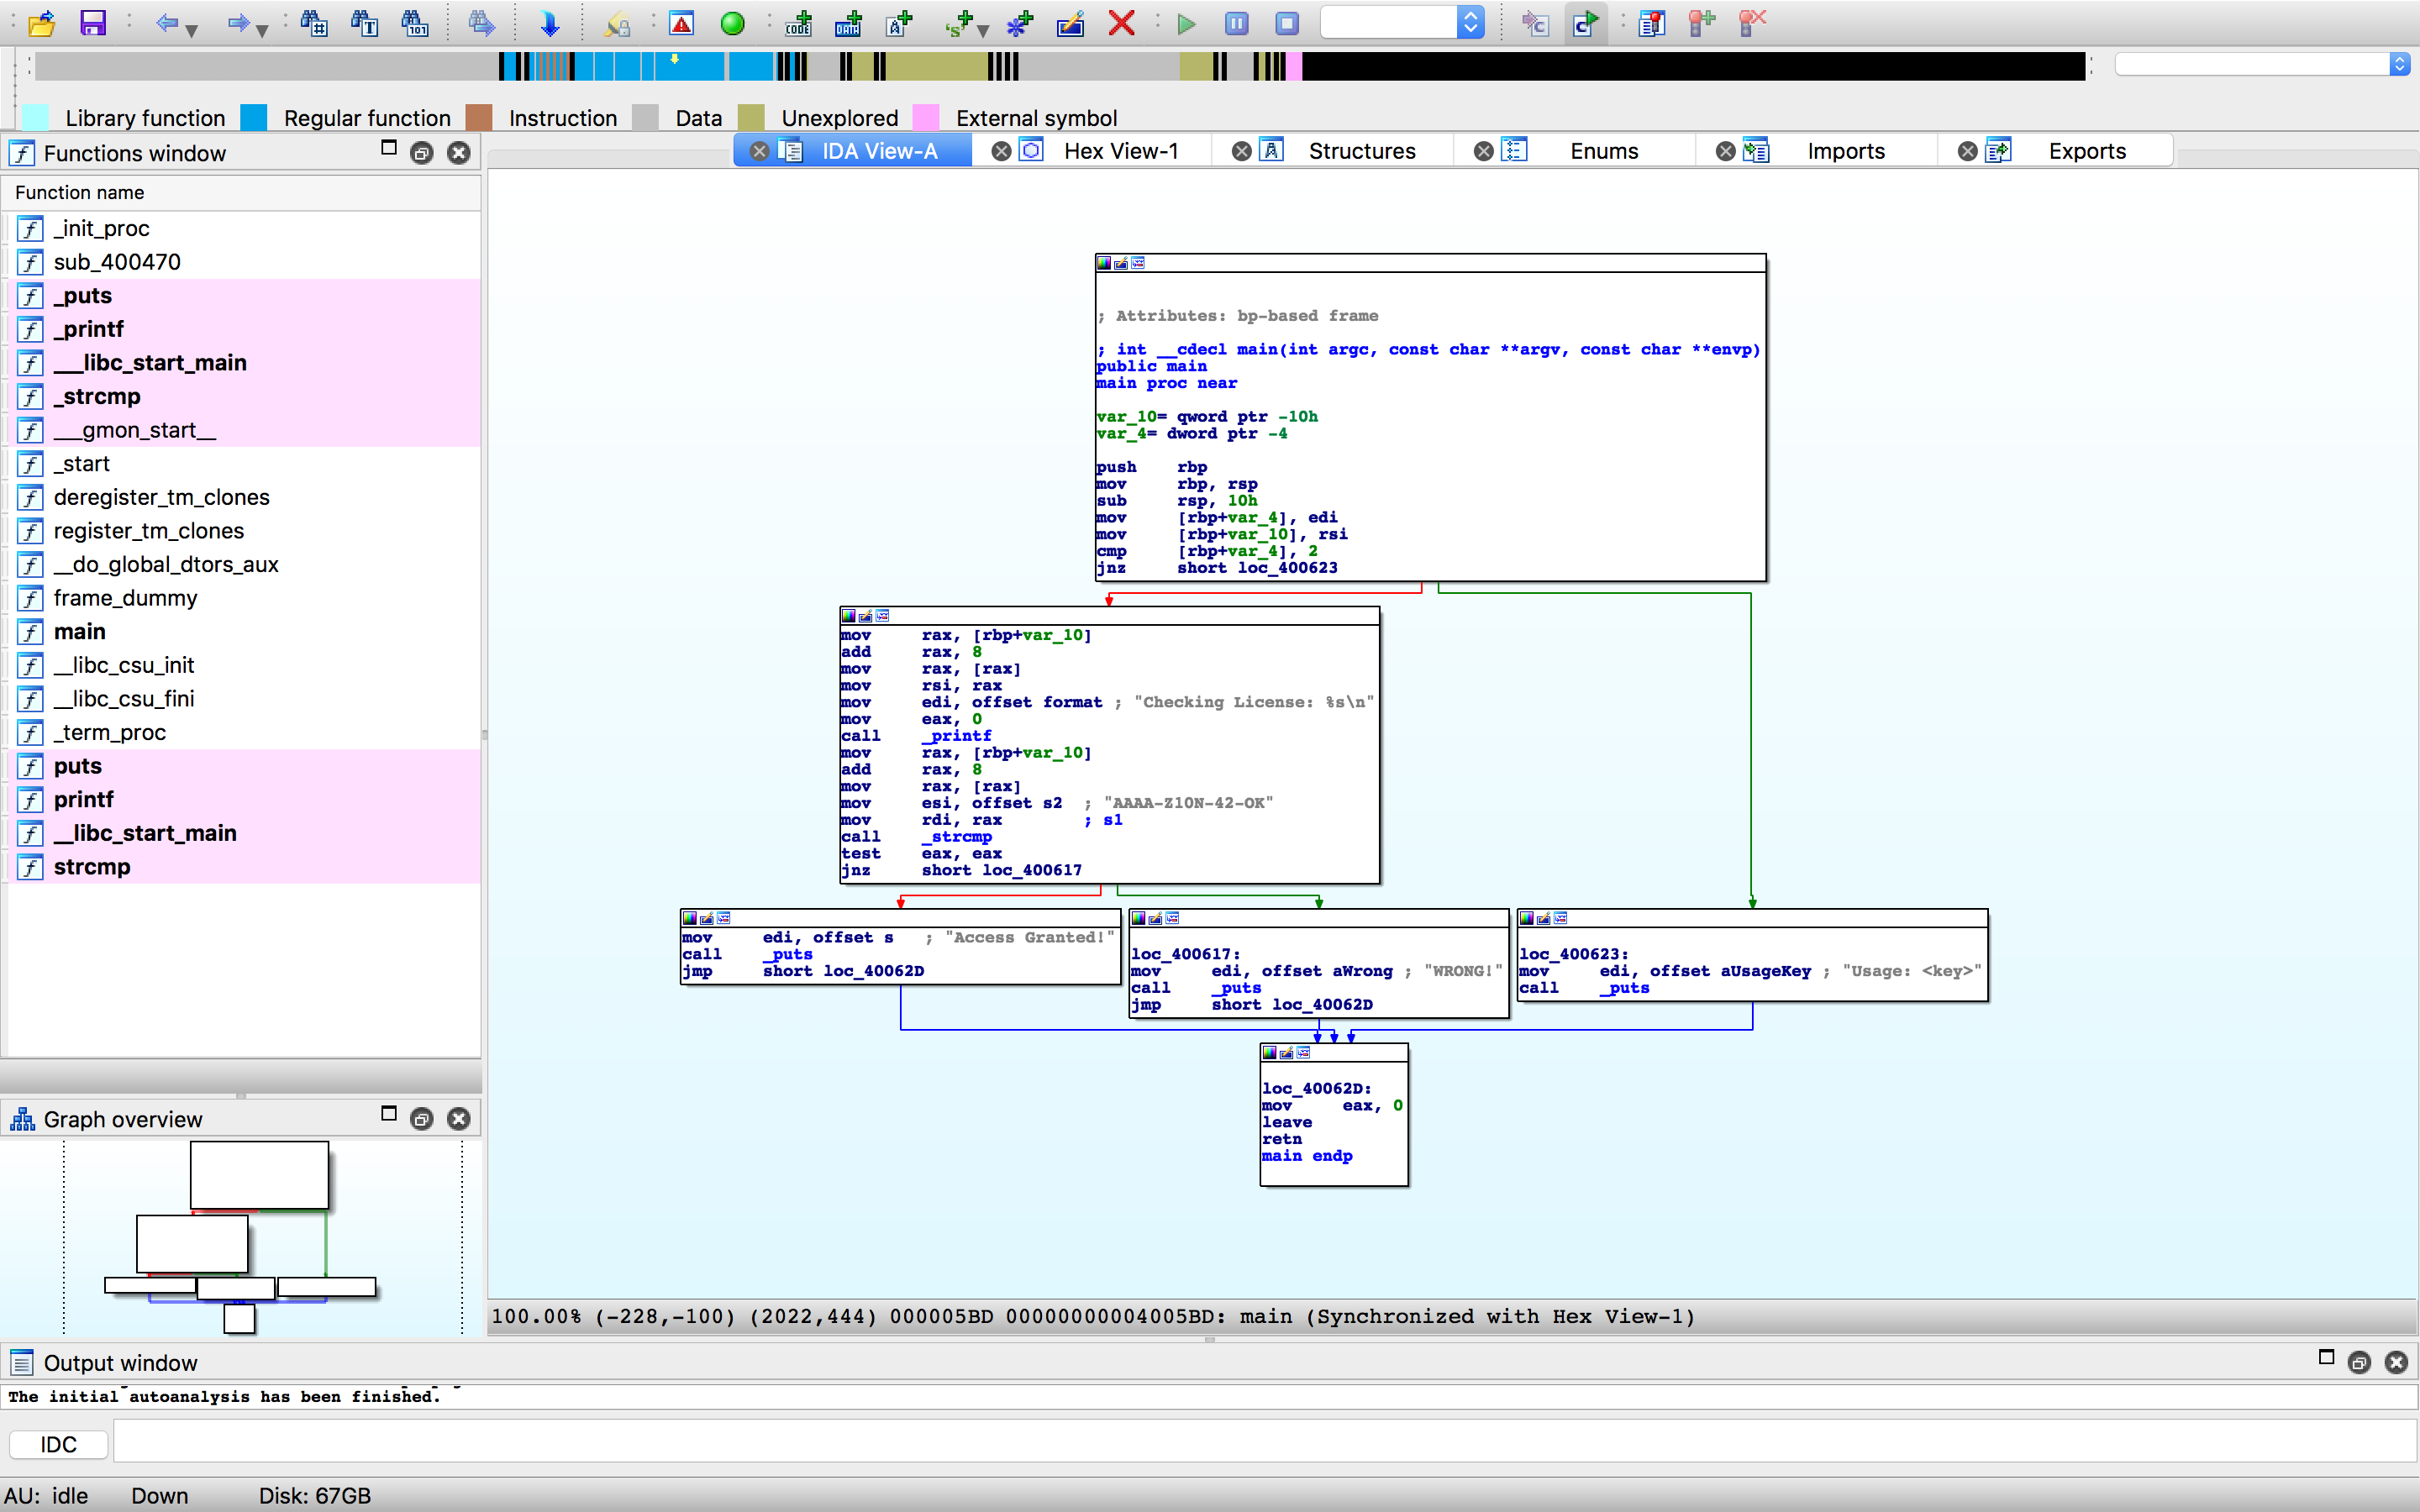 Library function Regular function Instruction Data Unexplored External symbol
Functions window
Function name
_init_proc
sub_400470
_puts
_printf
___libc_start_main
_strcmp
___gmon_start__
_start
deregister_tm_clones
register_tm_clones
__do_global_dtors_aux
frame_dummy
main
__libc_csu_init
__libc_csu_fini
_term_proc
puts
printf
__libc_start_main
strcmp
Graph overview
IDA View-A Hex View-1 Structures Enums Imports Exports
; Attributes: bp-based frame
; int __cdecl main(int argc, const char **argv, const char **envp)
public main
main proc near
var_10= qword ptr -10h
var_4= dword ptr -4
push rbp
mov rbp, rsp
sub rsp, 10h
mov [rbp+var_4], edi
mov [rbp+var_10], rsi
cmp [rbp+var_4], 2
jnz short loc_400623
mov rax, [rbp+var_10]
add rax, 8
mov rax, [rax]
mov rsi, rax
mov edi, offset format ; "Checking License: %s\n"
mov eax, 0
call _printf
mov rax, [rbp+var_10]
add rax, 8
mov rax, [rax]
mov esi, offset s2 ; "AAAA-Z10N-42-OK"
mov rdi, rax ; s1
call _strcmp
test eax, eax
jnz short loc_400617
mov edi, offset s ; "Access Granted!"
call _puts
jmp short loc_40062D
loc_400617:
mov edi, offset aWrong ; "WRONG!"
call _puts
jmp short loc_40062D
loc_400623:
mov edi, offset aUsageKey ; "Usage: <key>"
call _puts
loc_40062D:
mov eax, 0
leave
retn
main endp
100.00% (-228,-100) (2022,444) 000005BD 00000000004005BD: main (Synchronized with Hex View-1)
Output window
The initial autoanalysis has been finished.
IDC
AU: idle Down Disk: 67GB